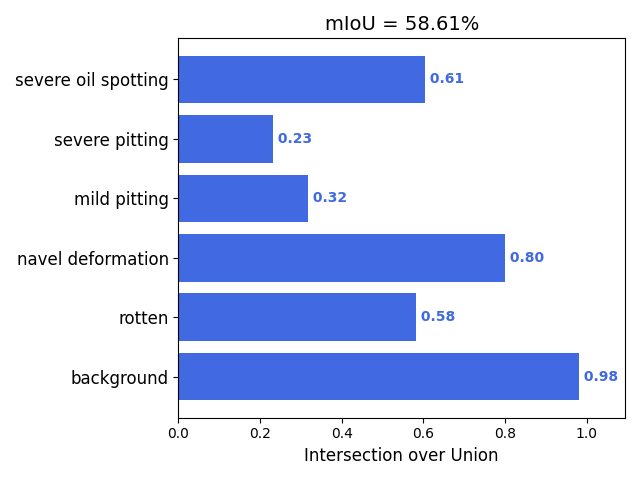 mIoU = 58.61%
severe oil spotting
0.61
severe pitting
0.23
mild pitting
0.32
navel deformation
0.80
rotten
0.58
background
0.98
0.0 0.2 0.4 0.6 0.8 1.0
Intersection over Union